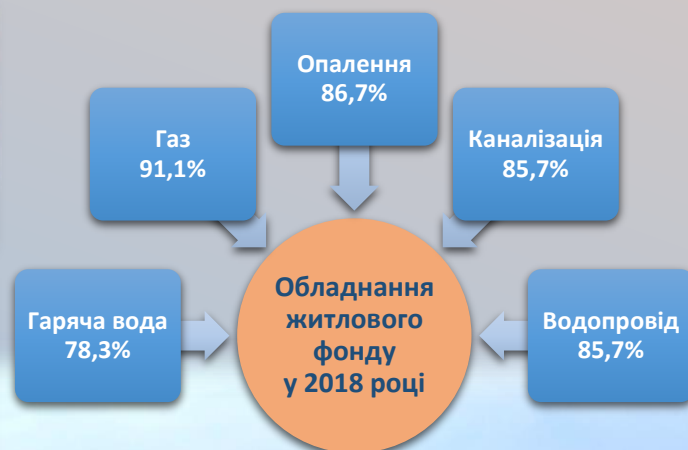 Опалення
86,7%
Газ
91,1%
Каналізація
85,7%
Гаряча вода
78,3%
Обладнання
житлового
фонду
у 2018 році
Водопровід
85,7%